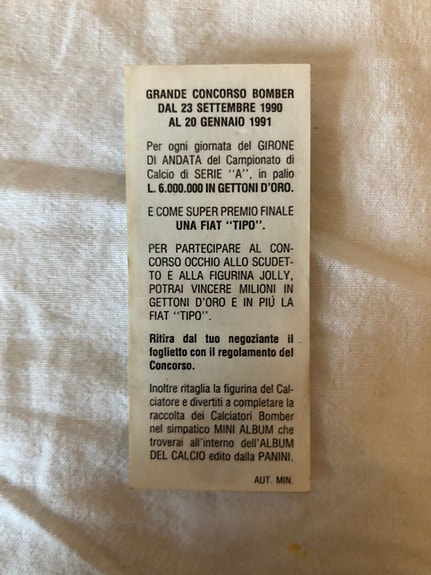 GRANDE CONCORSO BOMBER
DAL 23 SETTEMBRE 1990
AL 20 GENNAIO 1991
Per ogni giornata del GIRONE
DI ANDATA del Campionato di
Calcio di SERIE "A", in palio
L. 6.000.000 IN GETTONI D'ORO.
E COME SUPER PREMIO FINALE
UNA FIAT "TIPO".
PER PARTECIPARE AL CON-
CORSO OCCHIO ALLO SCUDET-
TO E ALLA FIGURINA JOLLY,
POTRAI VINCERE MILIONI IN
GETTONI D'ORO E IN PIÚ LA
FIAT "TIPO".
Ritira dal tuo negoziante il
foglietto con il regolamento del
Concorso.
Inoltre ritaglia la figurina del Cal-
ciatore e divertiti a completare la
raccolta dei Calciatori Bomber
nel simpatico MINI ALBUM che
troverai all'interno dell'ALBUM
DEL CALCIO edito dalla PANINI.
AUT. MIN.